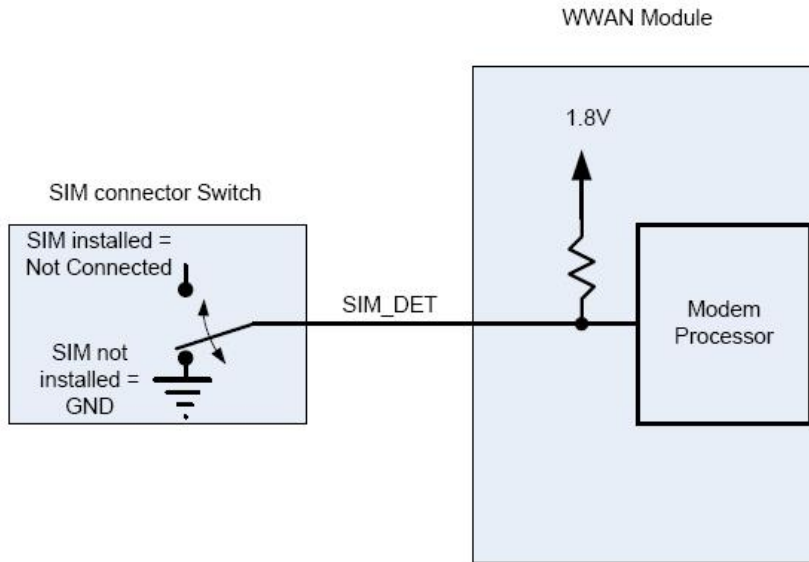 WWAN Module
1.8V
SIM connector Switch
SIM installed =
Not Connected
SIM_DET
Modem
Processor
SIM not
installed =
GND